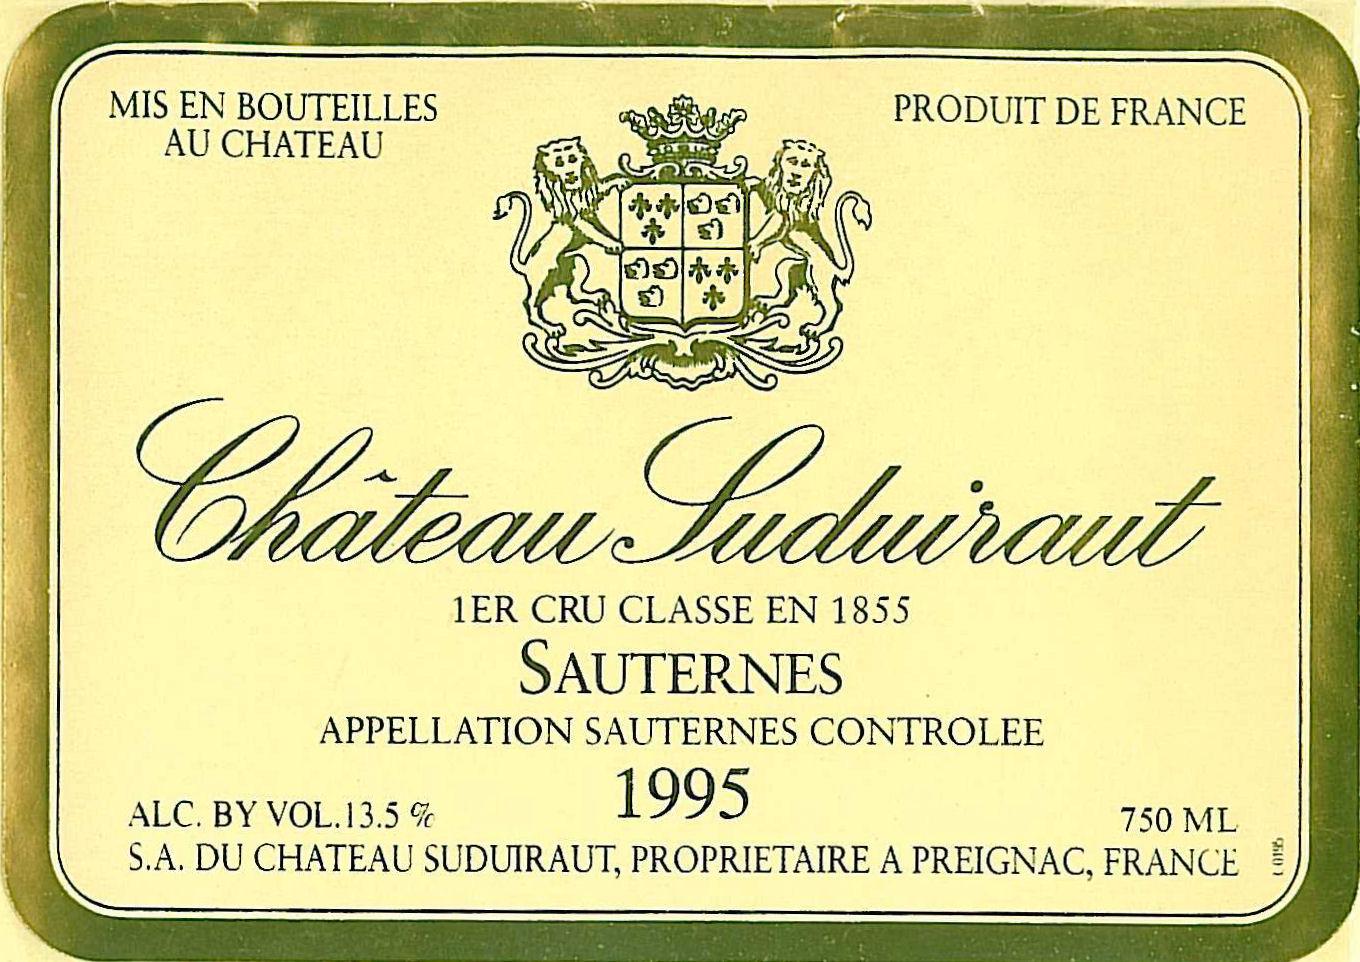 MIS EN BOUTEILLES
AU CHATEAU
PRODUIT DE FRANCE
Château Suduiraut
1ER CRU CLASSE EN 1855
SAUTERNES
APPELLATION SAUTERNES CONTROLEE
1995
ALC. BY VOL.13.5 %
750 ML
S.A. DU CHATEAU SUDUIRAUT, PROPRIETAIRE A PREIGNAC, FRANCE